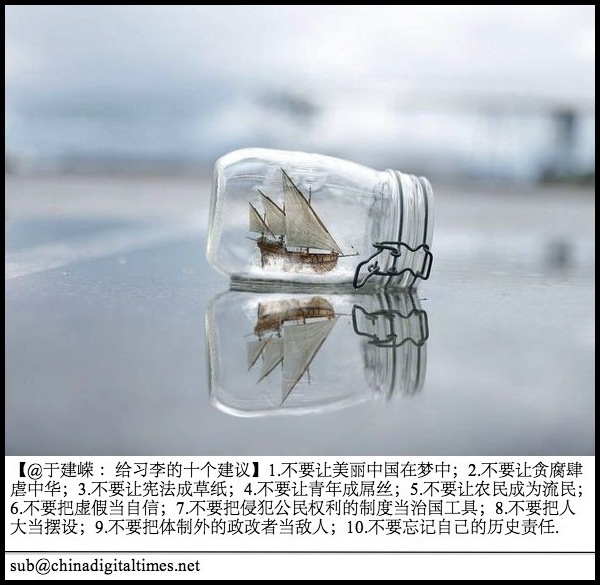 【@于建嵘： 给习李的十个建议】1.不要让美丽中国在梦中；2.不要让贪腐肆
虐中华；3.不要让宪法成草纸；4.不要让青年成屌丝；5.不要让农民成为流民；
6.不要把虚假当自信；7.不要把侵犯公民权利的制度当治国工具；8.不要把人
大当摆设；9.不要把体制外的政改者当敌人；10.不要忘记自己的历史责任.
sub@chinadigitaltimes.net